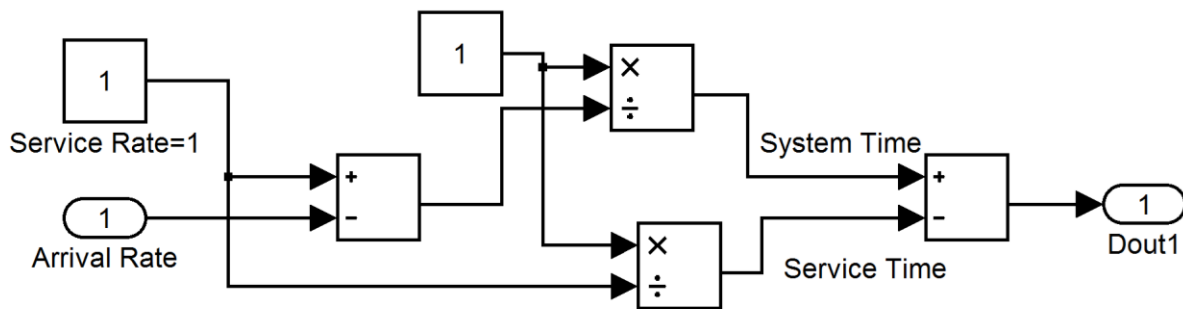 1
Service Rate=1
1
×
÷
+
-
System Time
+
-
1
Arrival Rate
×
÷
Service Time
1
Dout1